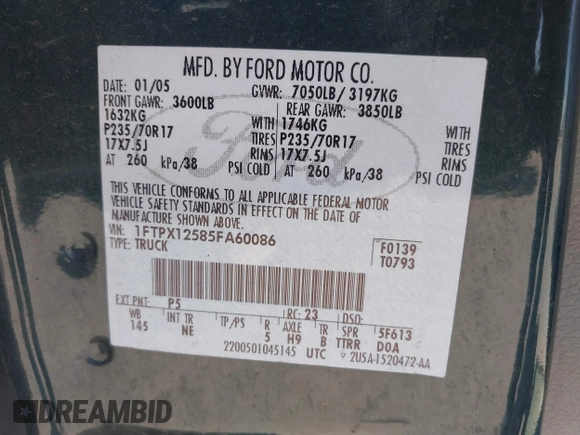 MFD. BY FORD MOTOR CO.
DATE: 01/05 GVWR: 7050LB/ 3197KG
FRONT GAWR: 3600LB REAR GAWR: 3850LB
1632KG WITH 1746KG WITH
P235/70R17 TIRES P235/70R17 TIRES
17X7.5J RIMS 17X7.5J RIMS
AT 260 kPa/38 PSI COLD AT 260 kPa/38 PSI COLD
THIS VEHICLE CONFORMS TO ALL APPLICABLE FEDERAL MOTOR
VEHICLE SAFETY STANDARDS IN EFFECT ON THE DATE OF
MANUFACTURE SHOWN ABOVE.
VIN: 1FTPX12585FA60086 F0139
TYPE: TRUCK T0793
EXT PNT: P5 RC: 23 DSO:
WB INT TR TP/PS R AXLE TR SPR 5F613
145 NE 5 H9 B TTRR DOA
2200501045145 UTC 2U5A-1520472-AA
Ford
DREAMBID